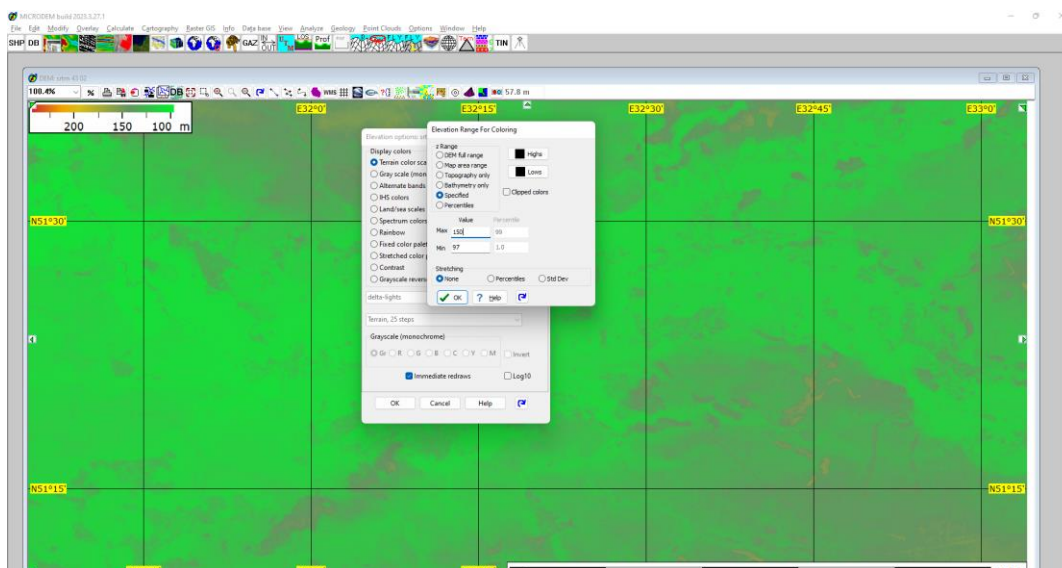 MICRODEM build 2023.3.27.1
File Edit Modify Overlay Calculate Cartography Raster GIS Info Data base View Analyze Geology Point Clouds Options Window Help
SHP DB GAZ IN OUT UTM LOS Prof TIN
100.4% % DB WMS 57.8 m
200 150 100 m
E32°0' E32°15' E32°30' E32°45' E33°0'
N51°30' N51°30'
N51°15' N51°15'
Elevation options
Display colors
Terrain color sca
Gray scale (mon
Alternate bands
IHS colors
Land/sea scales
Spectrum colors
Rainbow
Fixed color palet
Stretched color p
Contrast
Grayscale revers
delta-lights
Terrain, 25 steps
Grayscale (monochrome)
Gr R G B C Y M Invert
Immediate redraws Log10
OK Cancel Help
Elevation Range For Coloring
z Range
DEM full range
Map area range
Topography only
Bathymetry only
Specified
Percentiles
Highs
Lows
Clipped colors
Value Percentile
Max 150 99
Min 97 1.0
Stretching
None Percentiles Std Dev
OK ? Help